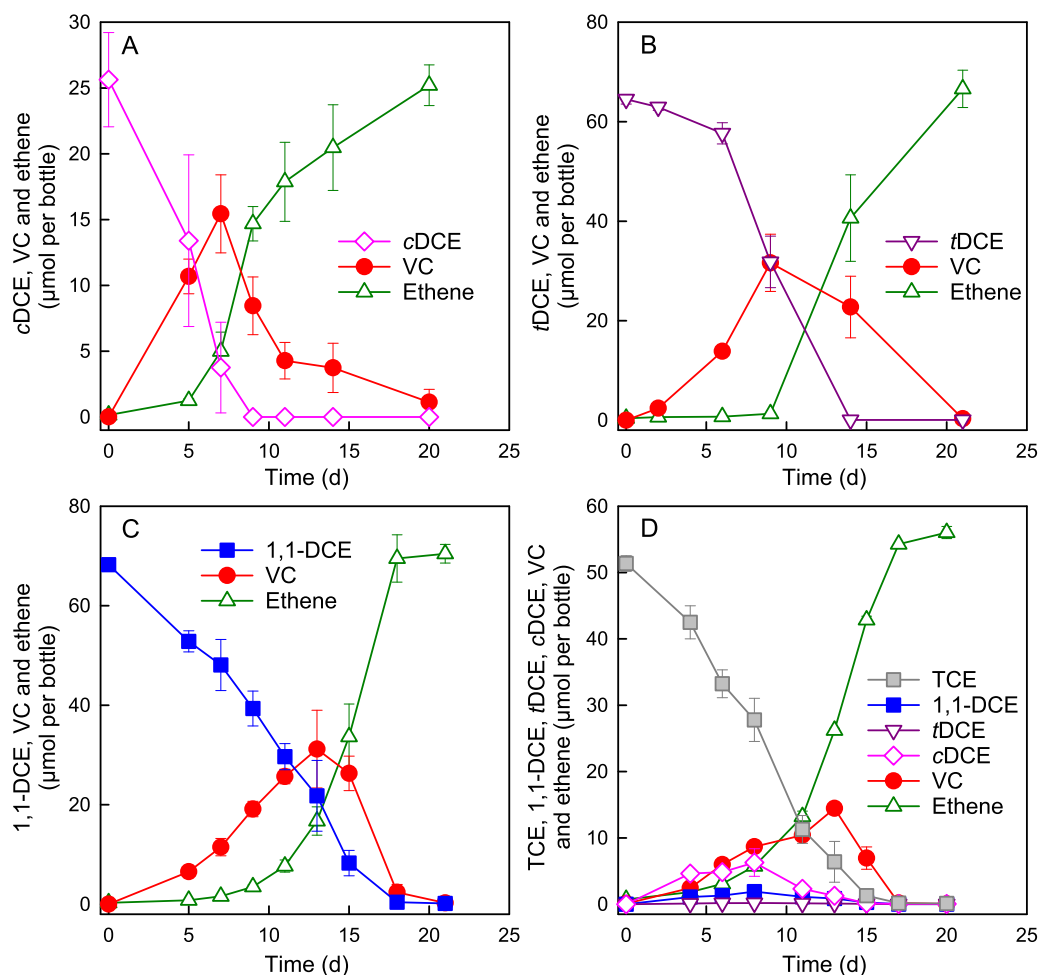 A
cDCE, VC and ethene
(µmol per bottle)
30
25
20
15
10
5
0
cDCE
VC
Ethene
0 5 10 15 20 25
Time (d)
B
tDCE, VC and ethene
(µmol per bottle)
80
60
40
20
0
tDCE
VC
Ethene
0 5 10 15 20 25
Time (d)
C
1,1-DCE, VC and ethene
(µmol per bottle)
80
60
40
20
0
1,1-DCE
VC
Ethene
0 5 10 15 20 25
Time (d)
D
TCE, 1,1-DCE, tDCE, cDCE, VC
and ethene (µmol per bottle)
60
50
40
30
20
10
0
TCE
1,1-DCE
tDCE
cDCE
VC
Ethene
0 5 10 15 20 25
Time (d)